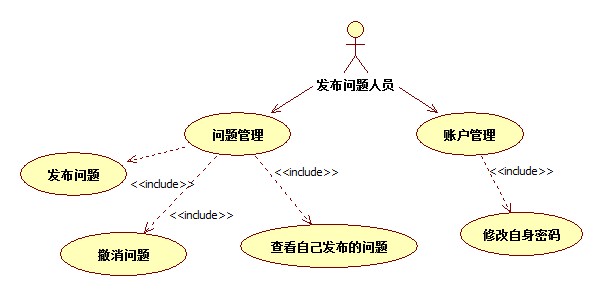 发布问题人员
问题管理
账户管理
发布问题
<<include>>
<<include>>
<<include>>
<<include>>
撤消问题
查看自己发布的问题
修改自身密码